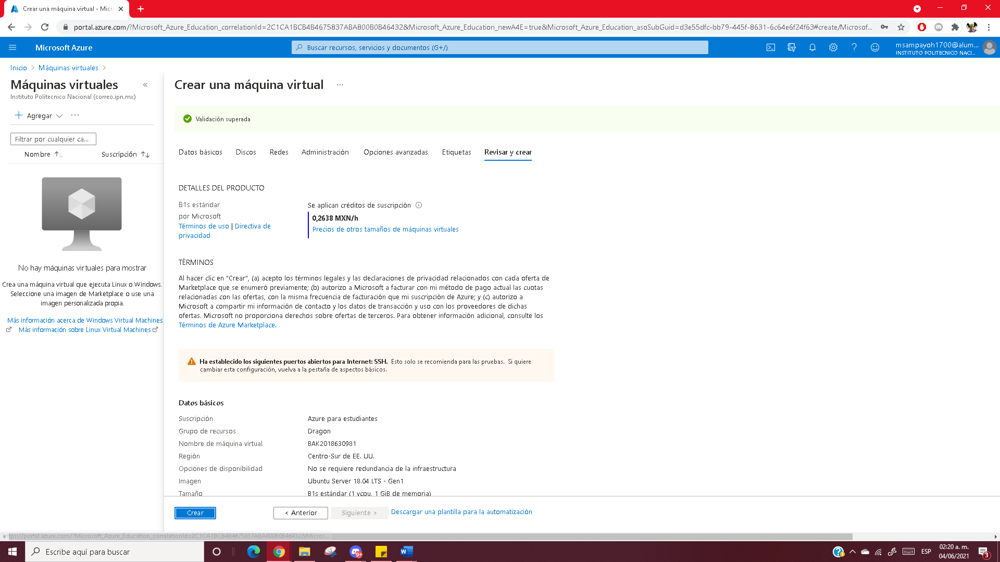 Crear una máquina virtual - Micr
portal.azure.com/?Microsoft_Azure_Education_correlationId=2C1CA1BCB4B4675837ABA800B0B46432&Microsoft_Azure_Education_newA4E=true&Microsoft_Azure_Education_asoSubGuid=d3e55dfc-bb79-445f-8631-6c64e6f24f63#create/Microsof...
Microsoft Azure
Buscar recursos, servicios y documentos (G+/)
msampayoh1700@alum...
INSTITUTO POLITECNICO NACI...
Inicio > Máquinas virtuales >
Máquinas virtuales
Instituto Politecnico Nacional (correo.ipn.mx)
+ Agregar ...
Filtrar por cualquier ca...
Nombre Suscripción
No hay máquinas virtuales para mostrar
Crea una máquina virtual que ejecuta Linux o Windows.
Seleccione una imagen de Marketplace o use una
imagen personalizada propia.
Más información acerca de Windows Virtual Machines
Más información sobre Linux Virtual Machines
Crear una máquina virtual ...
Validación superada
Datos básicos Discos Redes Administración Opciones avanzadas Etiquetas Revisar y crear
DETALLES DEL PRODUCTO
B1s estándar
por Microsoft
Términos de uso | Directiva de
privacidad
Se aplican créditos de suscripción
0,2638 MXN/h
Precios de otros tamaños de máquinas virtuales
TÉRMINOS
Al hacer clic en "Crear", (a) acepto los términos legales y las declaraciones de privacidad relacionados con cada oferta de
Marketplace que se enumeró previamente; (b) autorizo a Microsoft a facturar con mi método de pago actual las cuotas
relacionadas con las ofertas, con la misma frecuencia de facturación que mi suscripción de Azure; y (c) autorizo a
Microsoft a compartir mi información de contacto y los datos de transacción y uso con los proveedores de dichas
ofertas. Microsoft no proporciona derechos sobre ofertas de terceros. Para obtener información adicional, consulte los
Términos de Azure Marketplace.
Ha establecido los siguientes puertos abiertos para Internet: SSH. Esto solo se recomienda para las pruebas. Si quiere
cambiar esta configuración, vuelva a la pestaña de aspectos básicos.
Datos básicos
Suscripción Azure para estudiantes
Grupo de recursos Dragon
Nombre de máquina virtual BAK2018630981
Región Centro-Sur de EE. UU.
Opciones de disponibilidad No se requiere redundancia de la infraestructura
Imagen Ubuntu Server 18.04 LTS - Gen1
Tamaño B1s estándar (1 vcpu, 1 GiB de memoria)
Crear < Anterior Siguiente > Descargar una plantilla para la automatización
https://portal.azure.com/?Microsoft_Azure_Education_correlationId=2C1CA1BCB4B4675837ABA800B0B46432&Micros...
Escribe aquí para buscar
9+
ESP
02:20 a. m.
04/06/2021
3